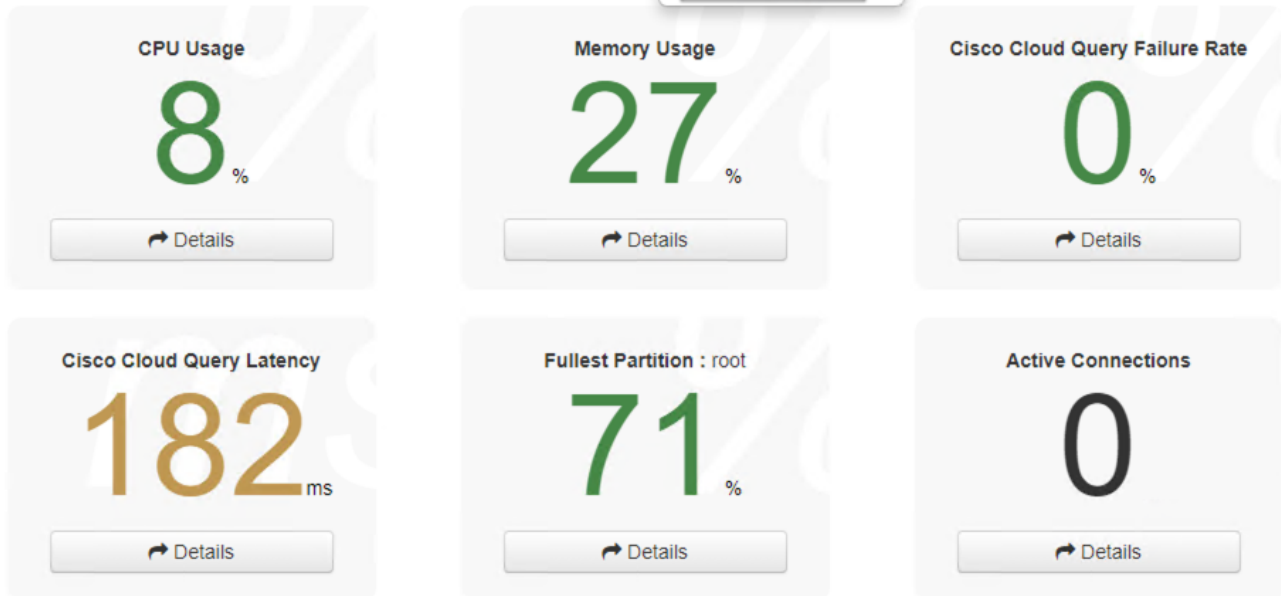 CPU Usage
8 %
Details
Memory Usage
27 %
Details
Cisco Cloud Query Failure Rate
0 %
Details
Cisco Cloud Query Latency
182 ms
Details
Fullest Partition : root
71 %
Details
Active Connections
0
Details